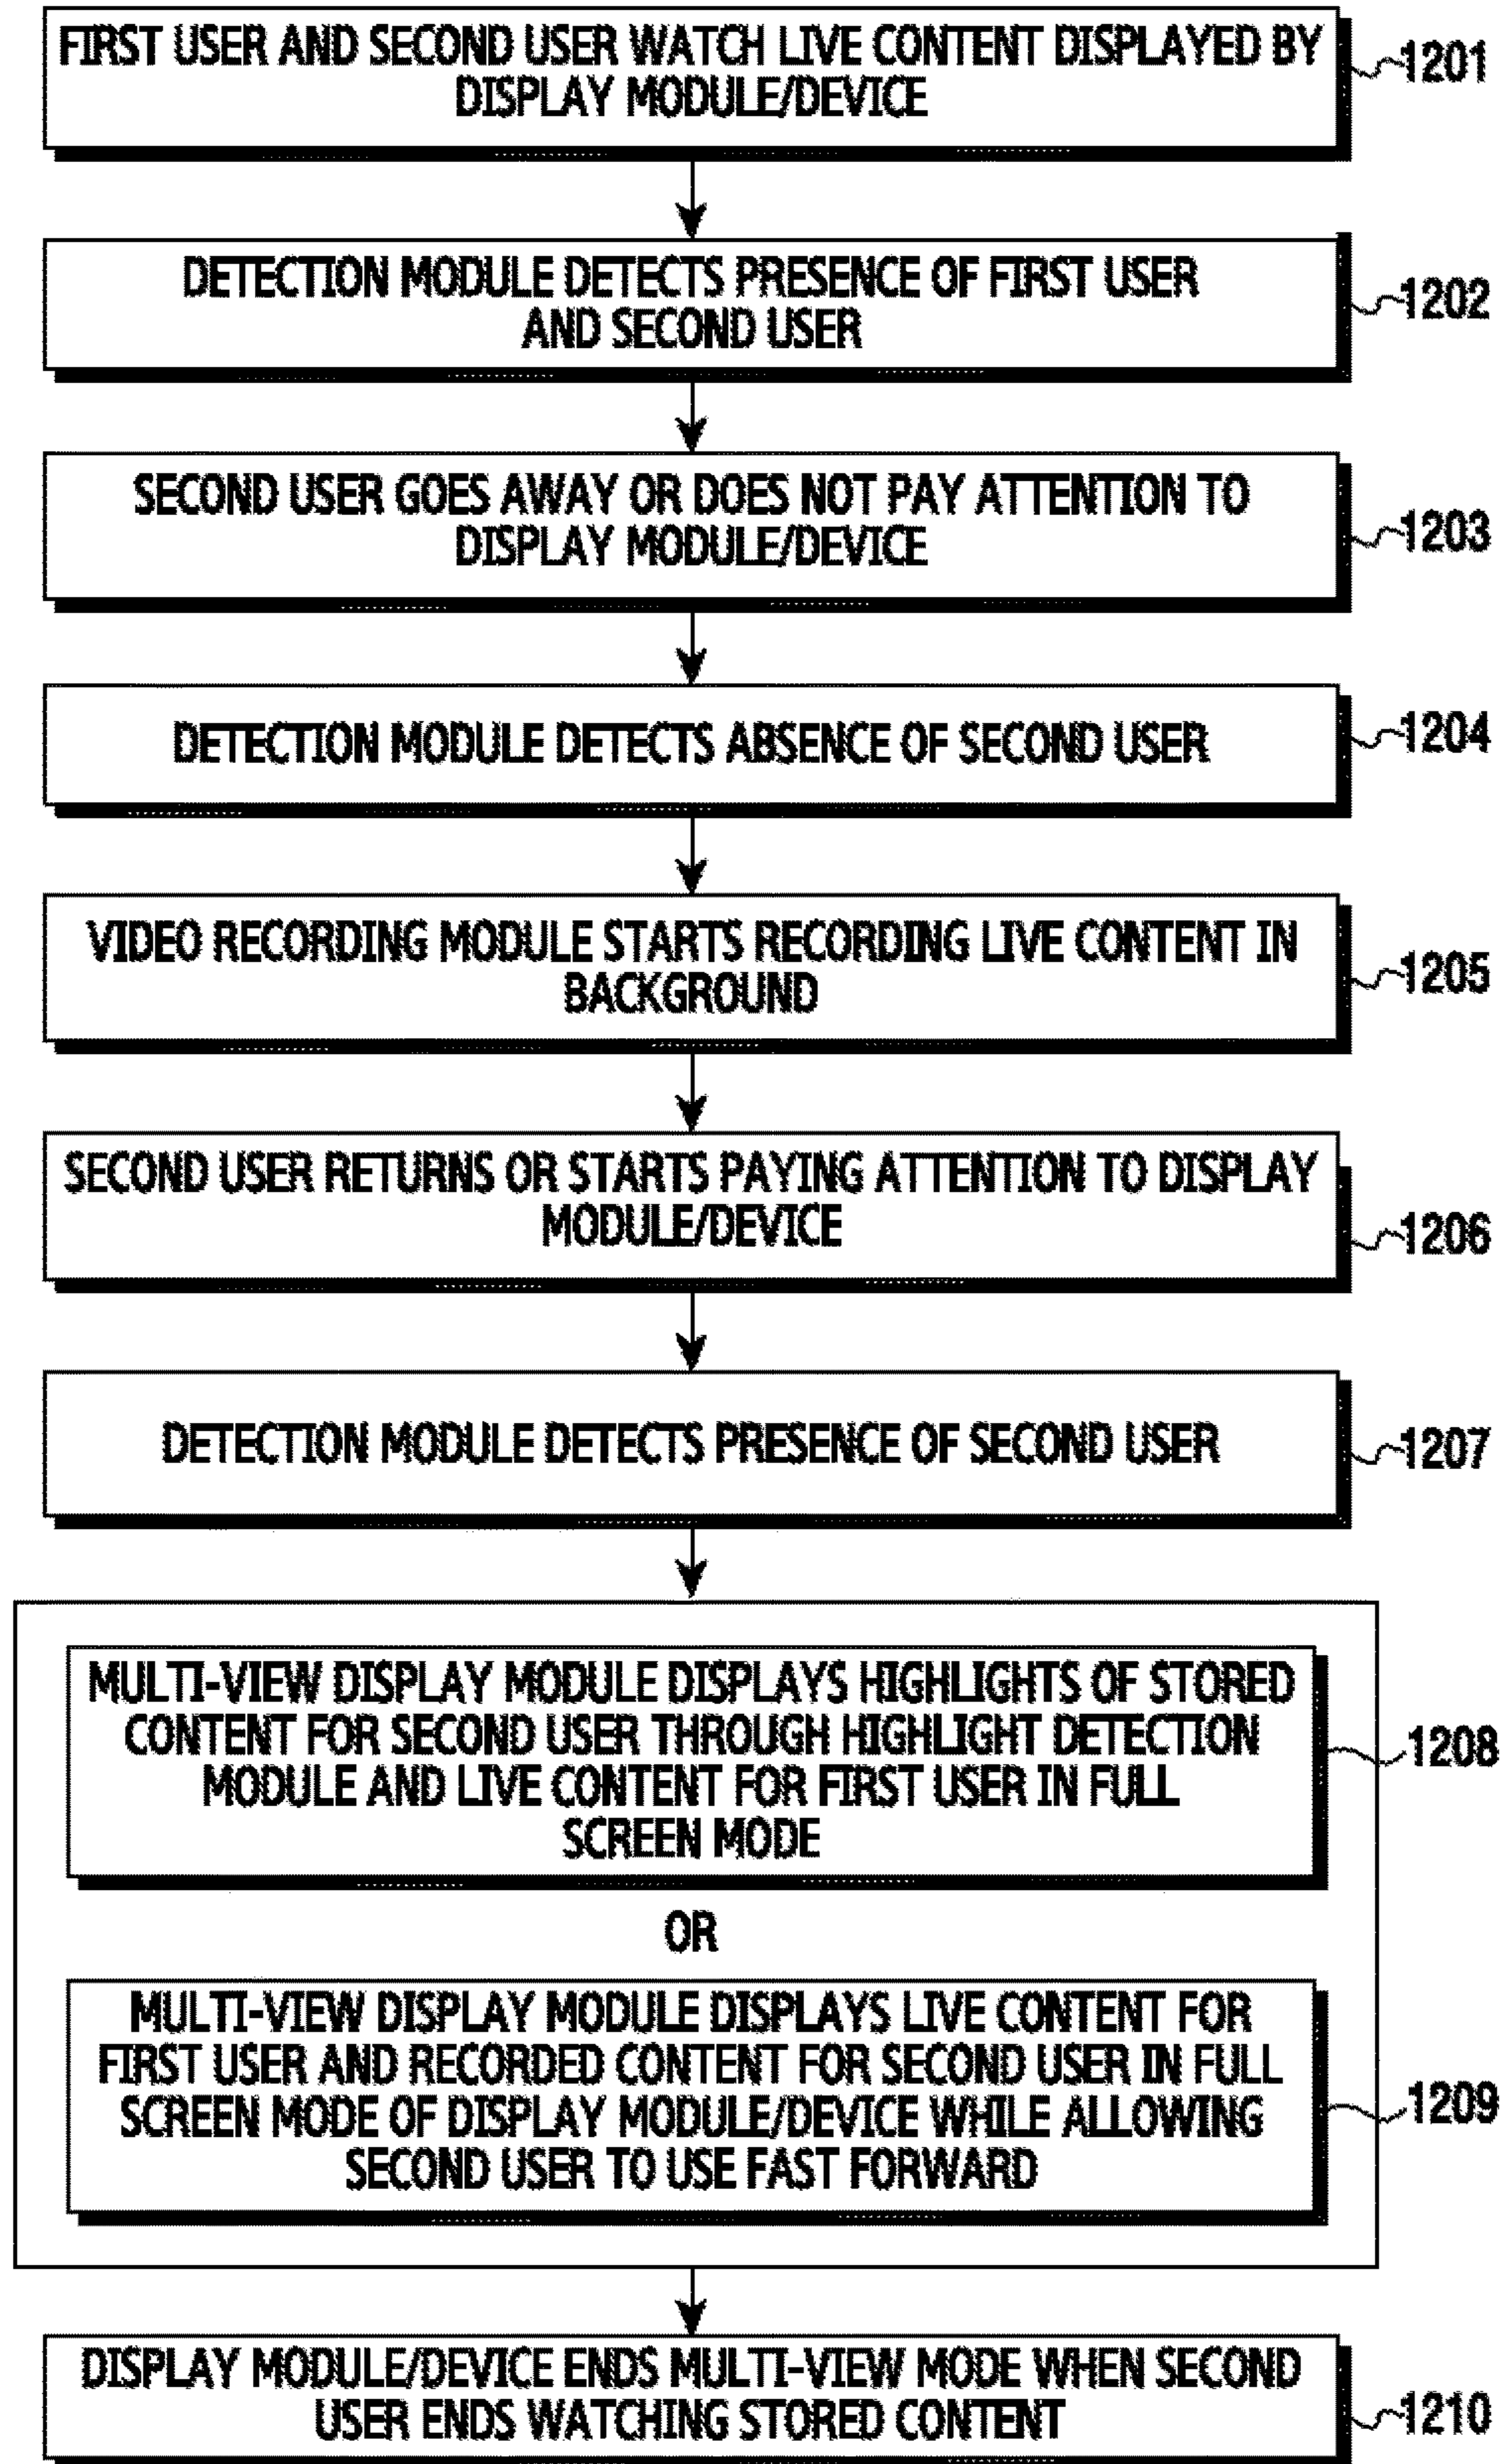 FIRST USER AND SECOND USER WATCH LIVE CONTENT DISPLAYED BY
DISPLAY MODULE/DEVICE
1201
DETECTION MODULE DETECTS PRESENCE OF FIRST USER
AND SECOND USER
1202
SECOND USER GOES AWAY OR DOES NOT PAY ATTENTION TO
DISPLAY MODULE/DEVICE
1203
DETECTION MODULE DETECTS ABSENCE OF SECOND USER
1204
VIDEO RECORDING MODULE STARTS RECORDING LIVE CONTENT IN
BACKGROUND
1205
SECOND USER RETURNS OR STARTS PAYING ATTENTION TO DISPLAY
MODULE/DEVICE
1206
DETECTION MODULE DETECTS PRESENCE OF SECOND USER
1207
MULTI-VIEW DISPLAY MODULE DISPLAYS HIGHLIGHTS OF STORED
CONTENT FOR SECOND USER THROUGH HIGHLIGHT DETECTION
MODULE AND LIVE CONTENT FOR FIRST USER IN FULL
SCREEN MODE
1208
OR
MULTI-VIEW DISPLAY MODULE DISPLAYS LIVE CONTENT FOR
FIRST USER AND RECORDED CONTENT FOR SECOND USER IN FULL
SCREEN MODE OF DISPLAY MODULE/DEVICE WHILE ALLOWING
SECOND USER TO USE FAST FORWARD
1209
DISPLAY MODULE/DEVICE ENDS MULTI-VIEW MODE WHEN SECOND
USER ENDS WATCHING STORED CONTENT
1210